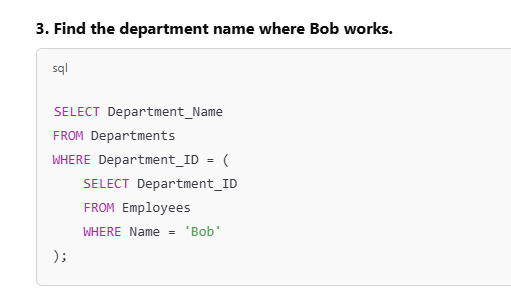 3. Find the department name where Bob works.
sql
SELECT Department_Name
FROM Departments
WHERE Department_ID = (
    SELECT Department_ID
    FROM Employees
    WHERE Name = 'Bob'
);